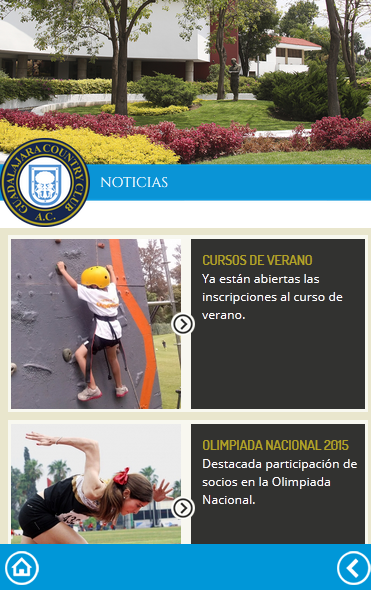 NOTICIAS
GUADALAJARA COUNTRY CLUB
A.C.
CURSOS DE VERANO
Ya están abiertas las
inscripciones al curso de
verano.
OLIMPIADA NACIONAL 2015
Destacada participación de
socios en la Olimpiada
Nacional.